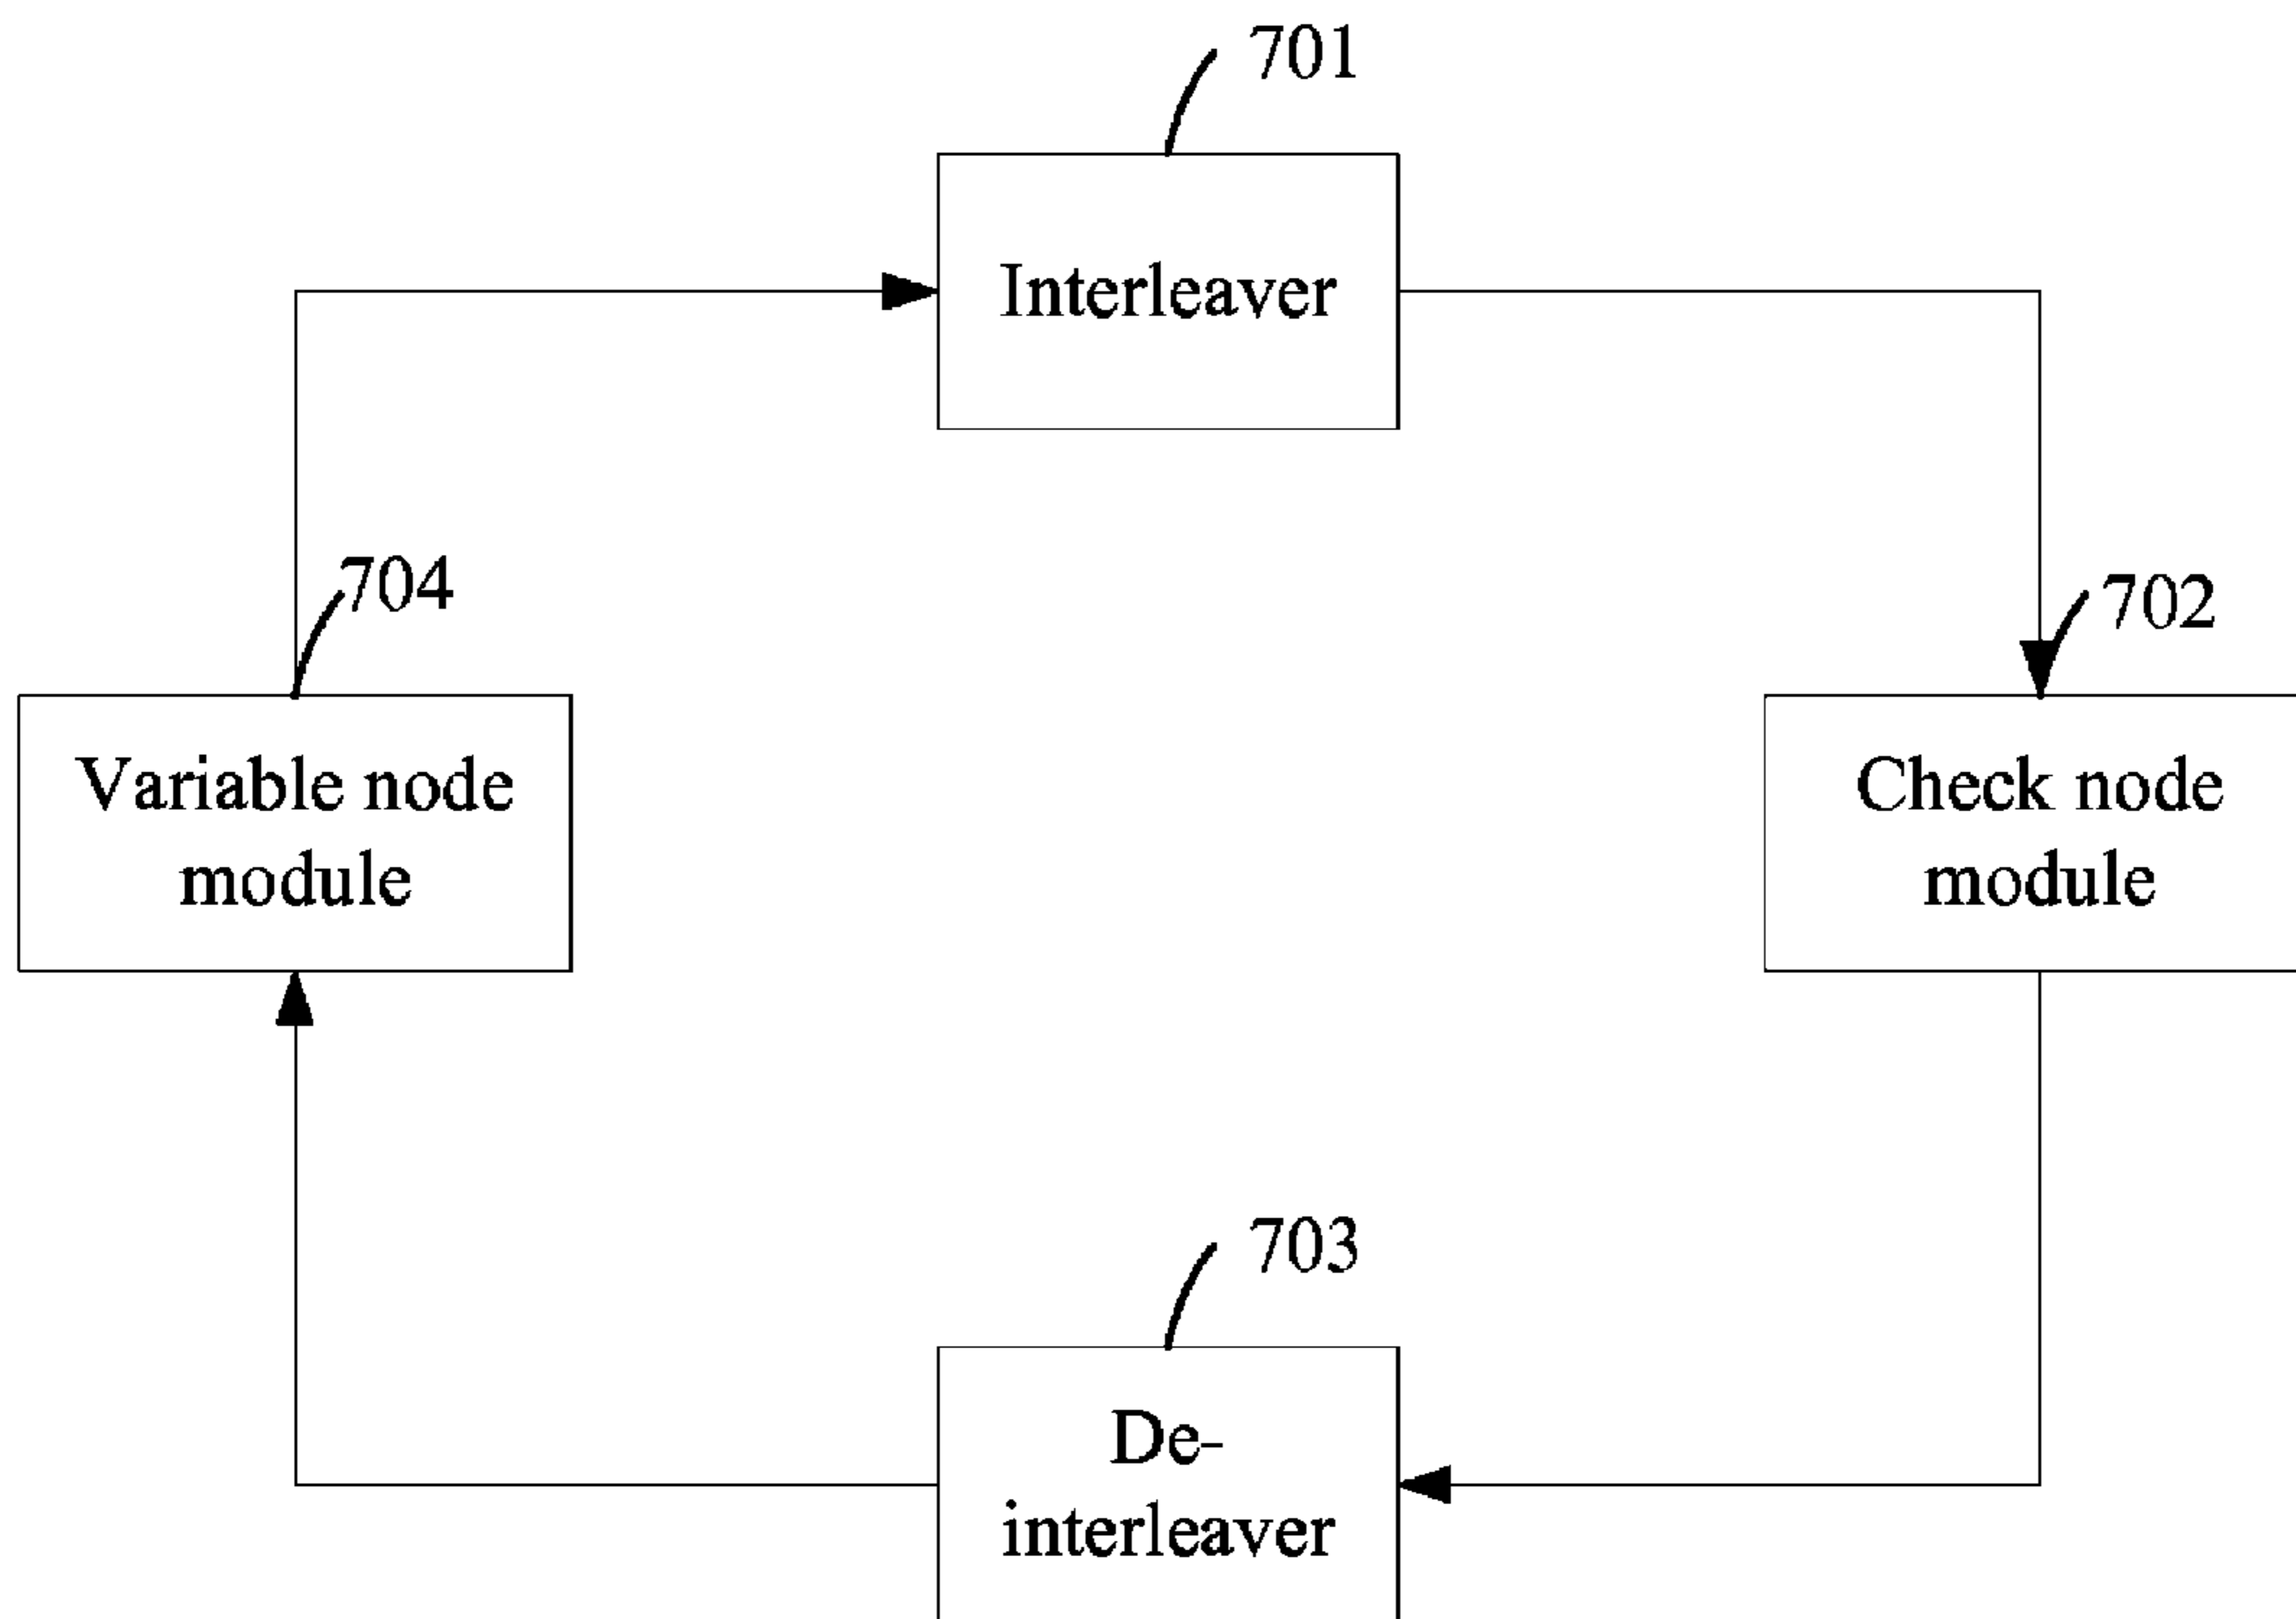 701
Interleaver
704
702
Variable node
module
Check node
module
703
De-
interleaver